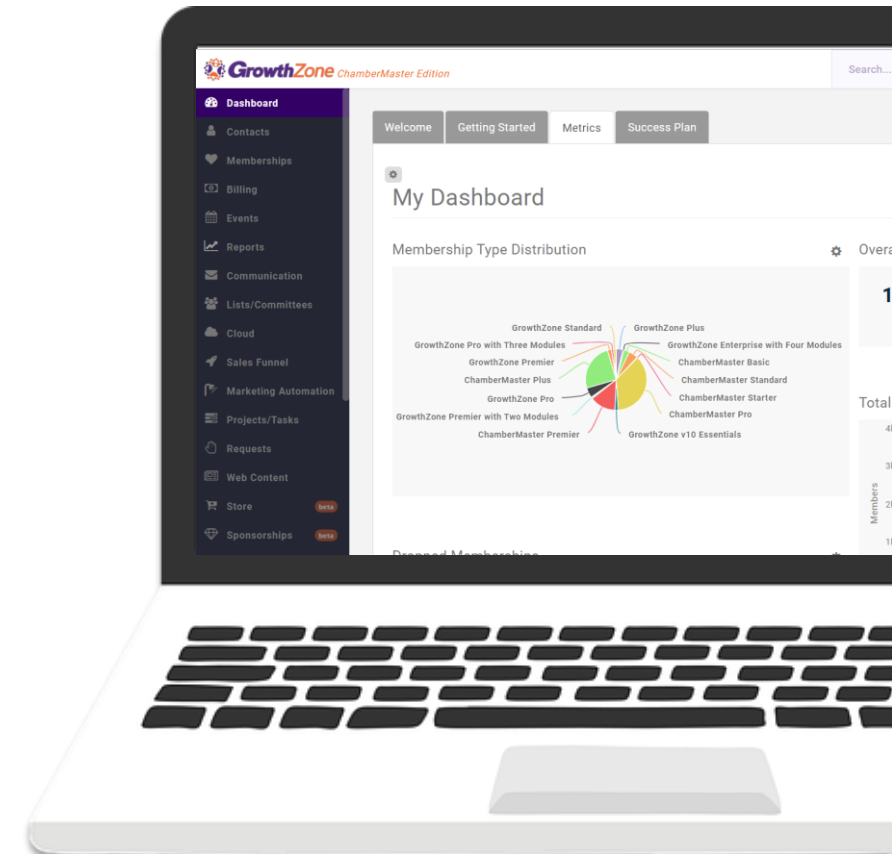 GrowthZone ChamberMaster Edition
Search...
Dashboard
Contacts
Memberships
Billing
Events
Reports
Communication
Lists/Committees
Cloud
Sales Funnel
Marketing Automation
Projects/Tasks
Requests
Web Content
Store beta
Sponsorships beta
Welcome Getting Started Metrics Success Plan
My Dashboard
Membership Type Distribution
GrowthZone Standard GrowthZone Plus
GrowthZone Pro with Three Modules GrowthZone Enterprise with Four Modules
GrowthZone Premier ChamberMaster Basic
ChamberMaster Plus ChamberMaster Standard
GrowthZone Pro ChamberMaster Starter
GrowthZone Premier with Two Modules ChamberMaster Pro
ChamberMaster Premier GrowthZone v10 Essentials
Dropped Memberships
Overa
1
Total
Members